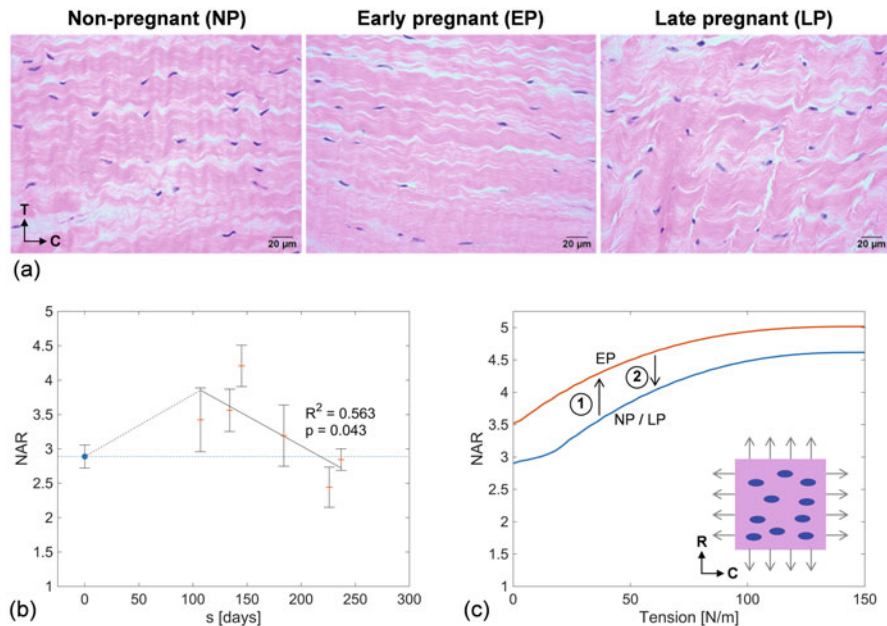 Non-pregnant (NP)
Early pregnant (EP)
Late pregnant (LP)
T
C
20 µm
20 µm
20 µm
(a)
5
4.5
4
3.5
3
2.5
2
1.5
1
NAR
R² = 0.563
p = 0.043
0
50
100
150
200
250
300
s [days]
(b)
5
4.5
4
3.5
3
2.5
2
1.5
1
NAR
EP
1
2
NP / LP
R
C
0
50
100
150
Tension [N/m]
(c)